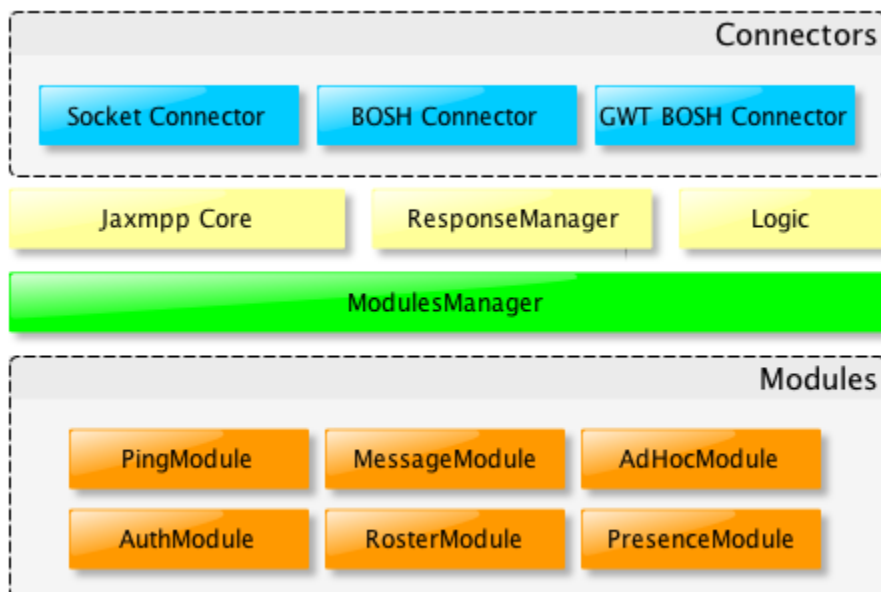 Connectors
Socket Connector BOSH Connector GWT BOSH Connector
Jaxmpp Core ResponseManager Logic
ModulesManager
Modules
PingModule MessageModule AdHocModule
AuthModule RosterModule PresenceModule